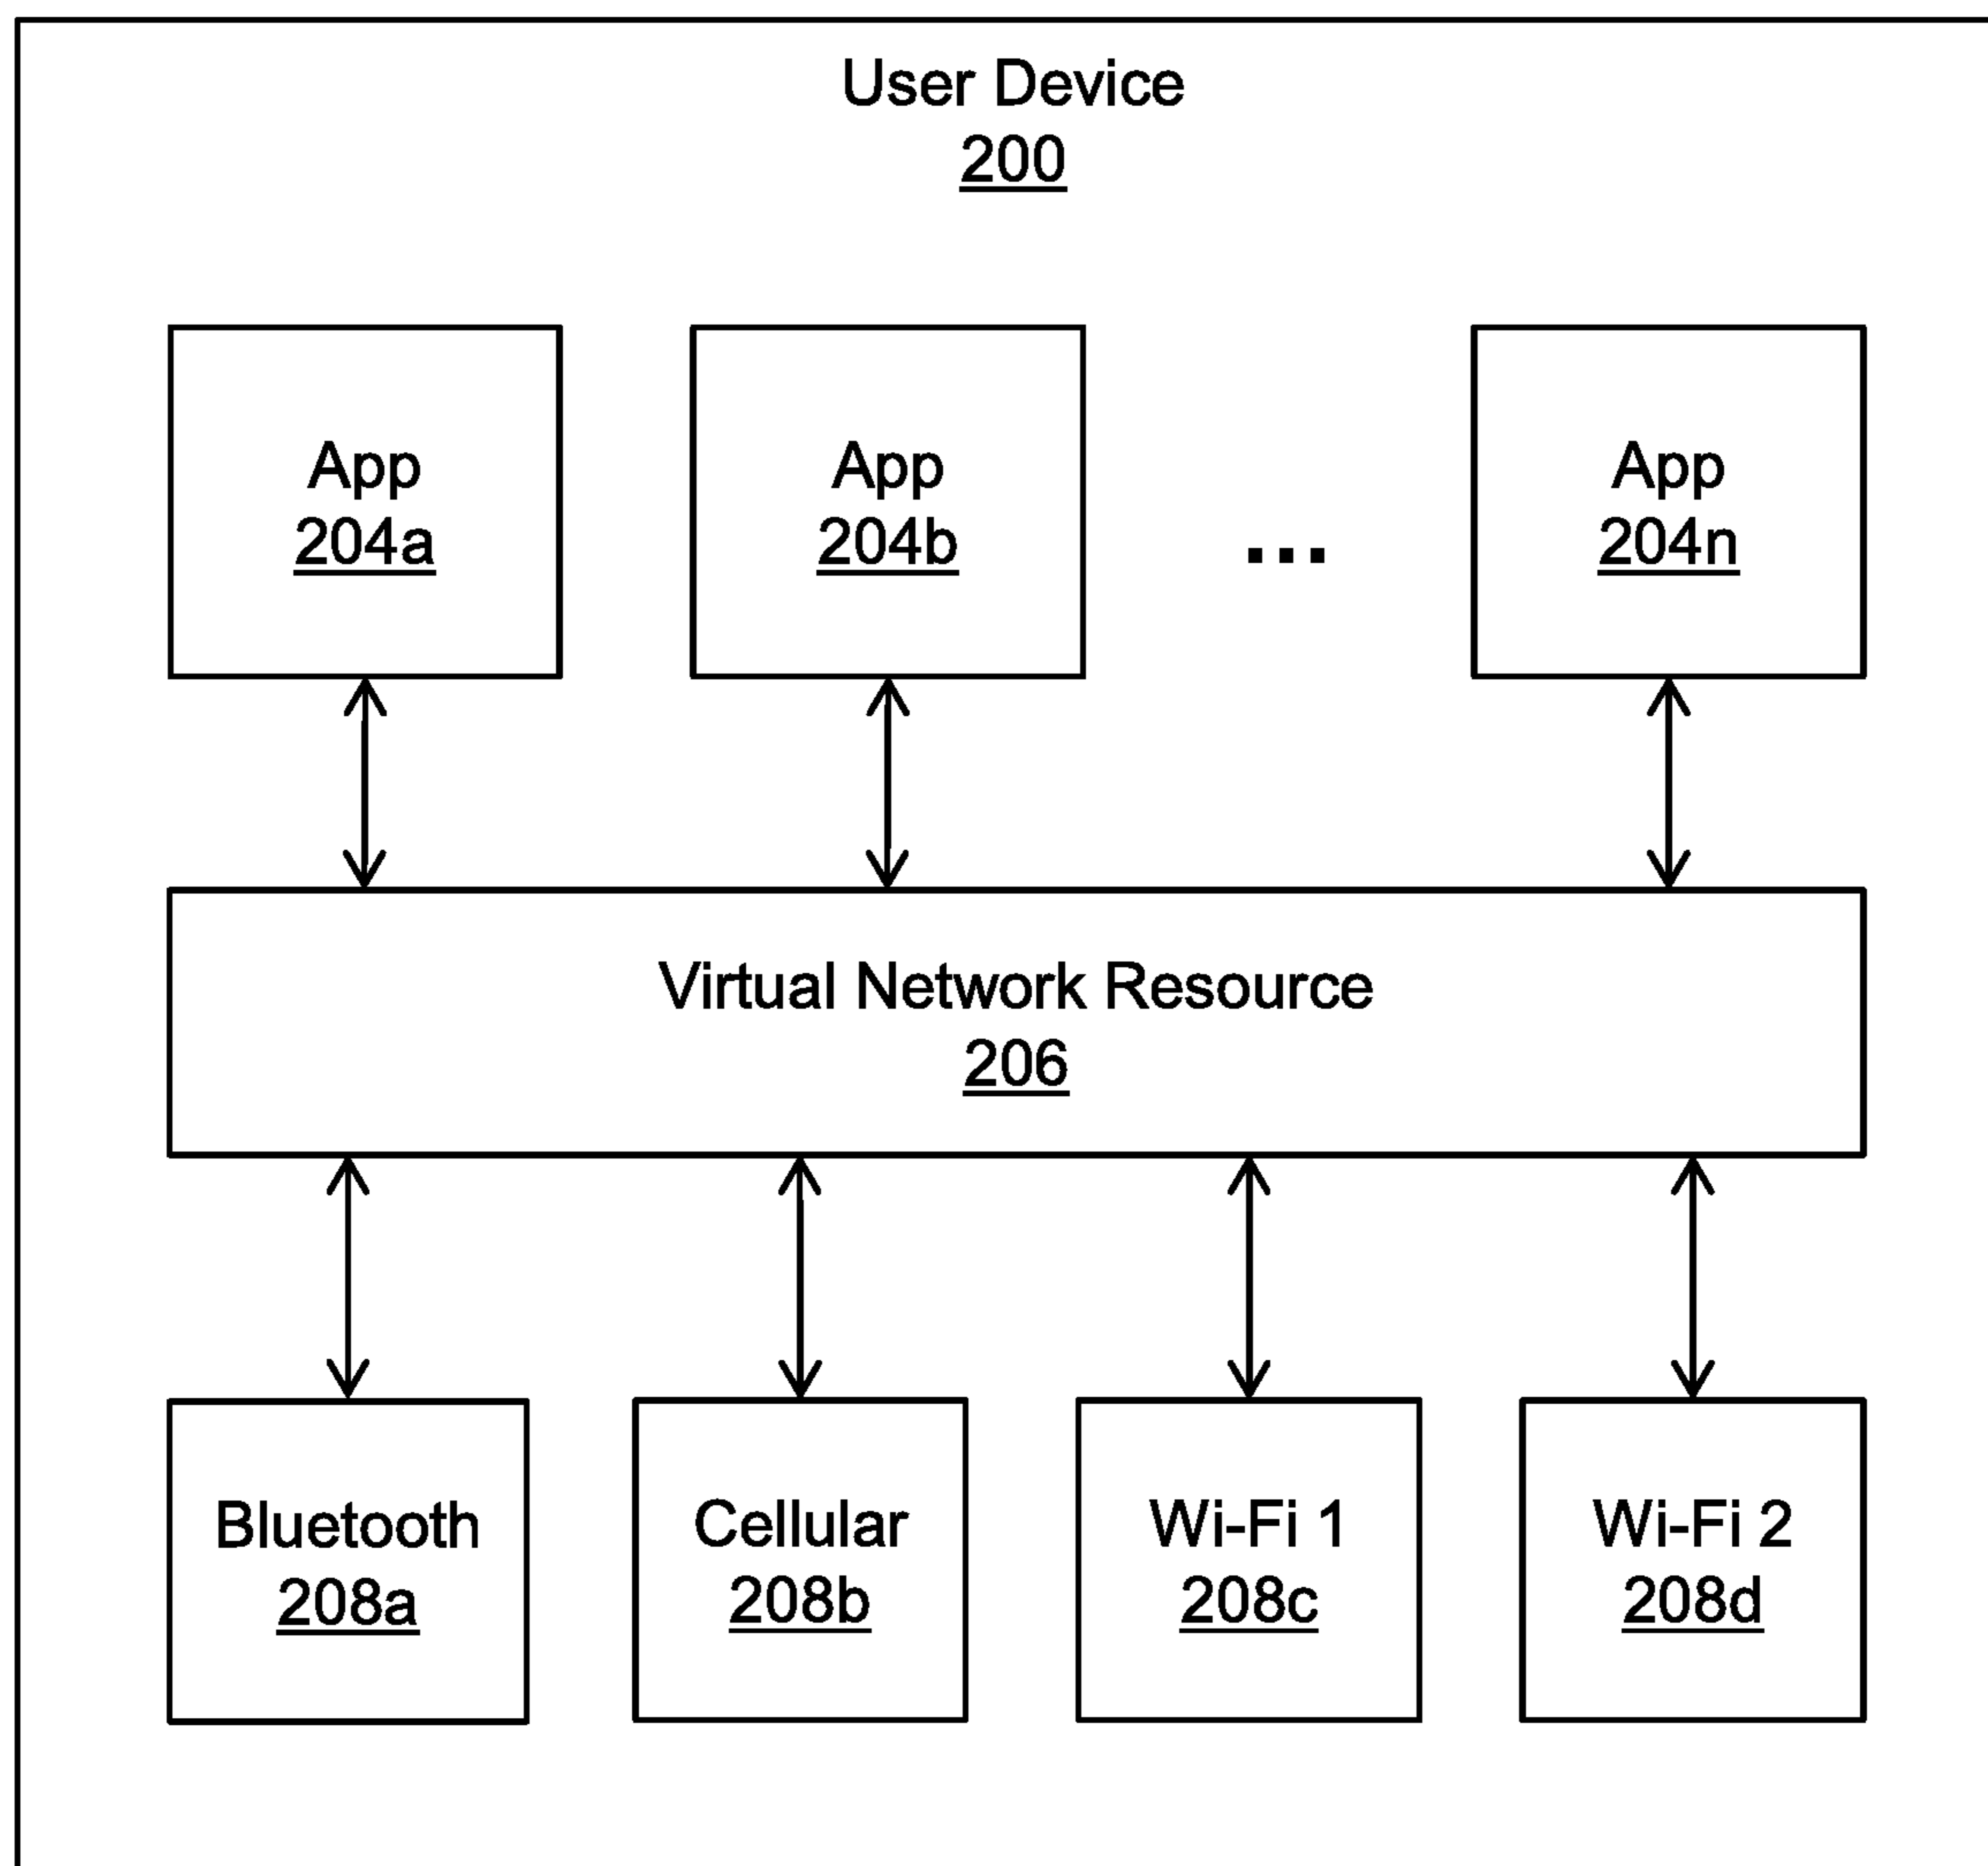 User Device
200
App
204a
App
204b
...
App
204n
Virtual Network Resource
206
Bluetooth
208a
Cellular
208b
Wi-Fi 1
208c
Wi-Fi 2
208d